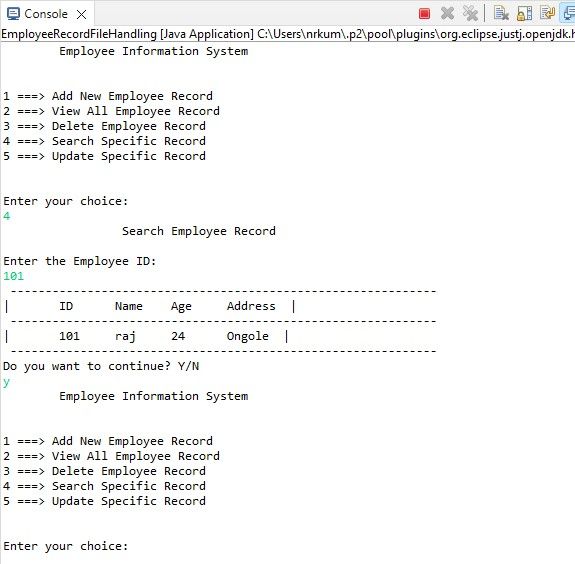 Console
EmployeeRecordFileHandling [Java Application] C:\Users\nrkum\.p2\pool\plugins\org.eclipse.justj.openjdk.h
Employee Information System
1 ===> Add New Employee Record
2 ===> View All Employee Record
3 ===> Delete Employee Record
4 ===> Search Specific Record
5 ===> Update Specific Record
Enter your choice:
4
Search Employee Record
Enter the Employee ID:
101
-------------------------------------------------------------
| ID Name Age Address |
-------------------------------------------------------------
| 101 raj 24 Ongole |
-------------------------------------------------------------
Do you want to continue? Y/N
y
Employee Information System
1 ===> Add New Employee Record
2 ===> View All Employee Record
3 ===> Delete Employee Record
4 ===> Search Specific Record
5 ===> Update Specific Record
Enter your choice: